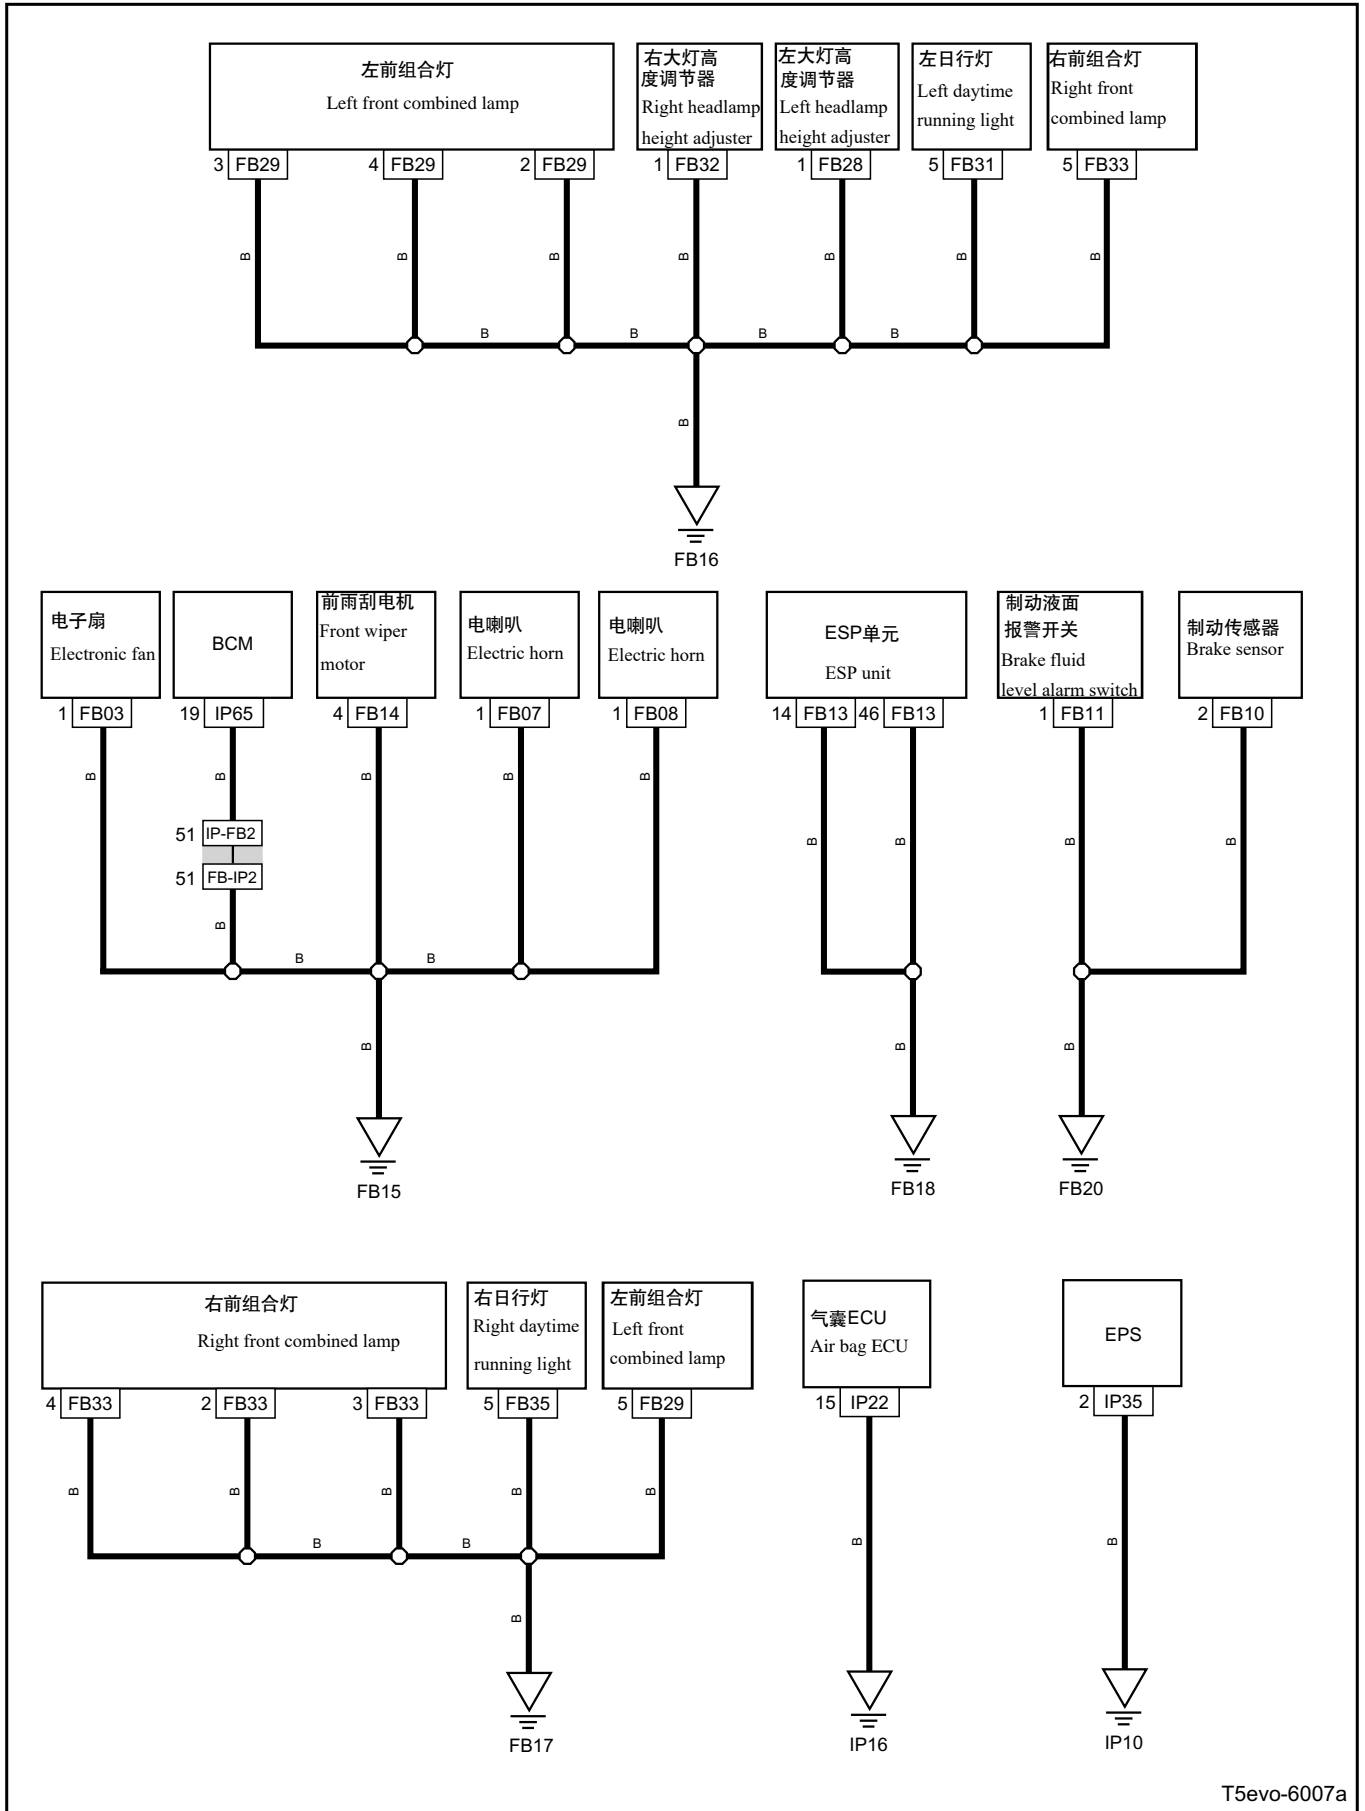 左前组合灯
Left front combined lamp
右大灯高
度调节器
Right headlamp
height adjuster
左大灯高
度调节器
Left headlamp
height adjuster
左日行灯
Left daytime
running light
右前组合灯
Right front
combined lamp
3 FB29
4 FB29
2 FB29
1 FB32
1 FB28
5 FB31
5 FB33
B B B B B B B
B B B B
B
FB16
电子扇
Electronic fan
BCM
前雨刮电机
Front wiper
motor
电喇叭
Electric horn
电喇叭
Electric horn
ESP单元
ESP unit
制动液面
报警开关
Brake fluid
level alarm switch
制动传感器
Brake sensor
1 FB03
19 IP65
4 FB14
1 FB07
1 FB08
14 FB13
46 FB13
1 FB11
2 FB10
B B B B B
B B B B
51 IP-FB2
51 FB-IP2
B
B B
B B B
FB15
FB18
FB20
右前组合灯
Right front combined lamp
右日行灯
Right daytime
running light
左前组合灯
Left front
combined lamp
气囊ECU
Air bag ECU
EPS
4 FB33
2 FB33
3 FB33
5 FB35
5 FB29
15 IP22
2 IP35
B B B B B
B B
B B
B
FB17
IP16
IP10
T5evo-6007a